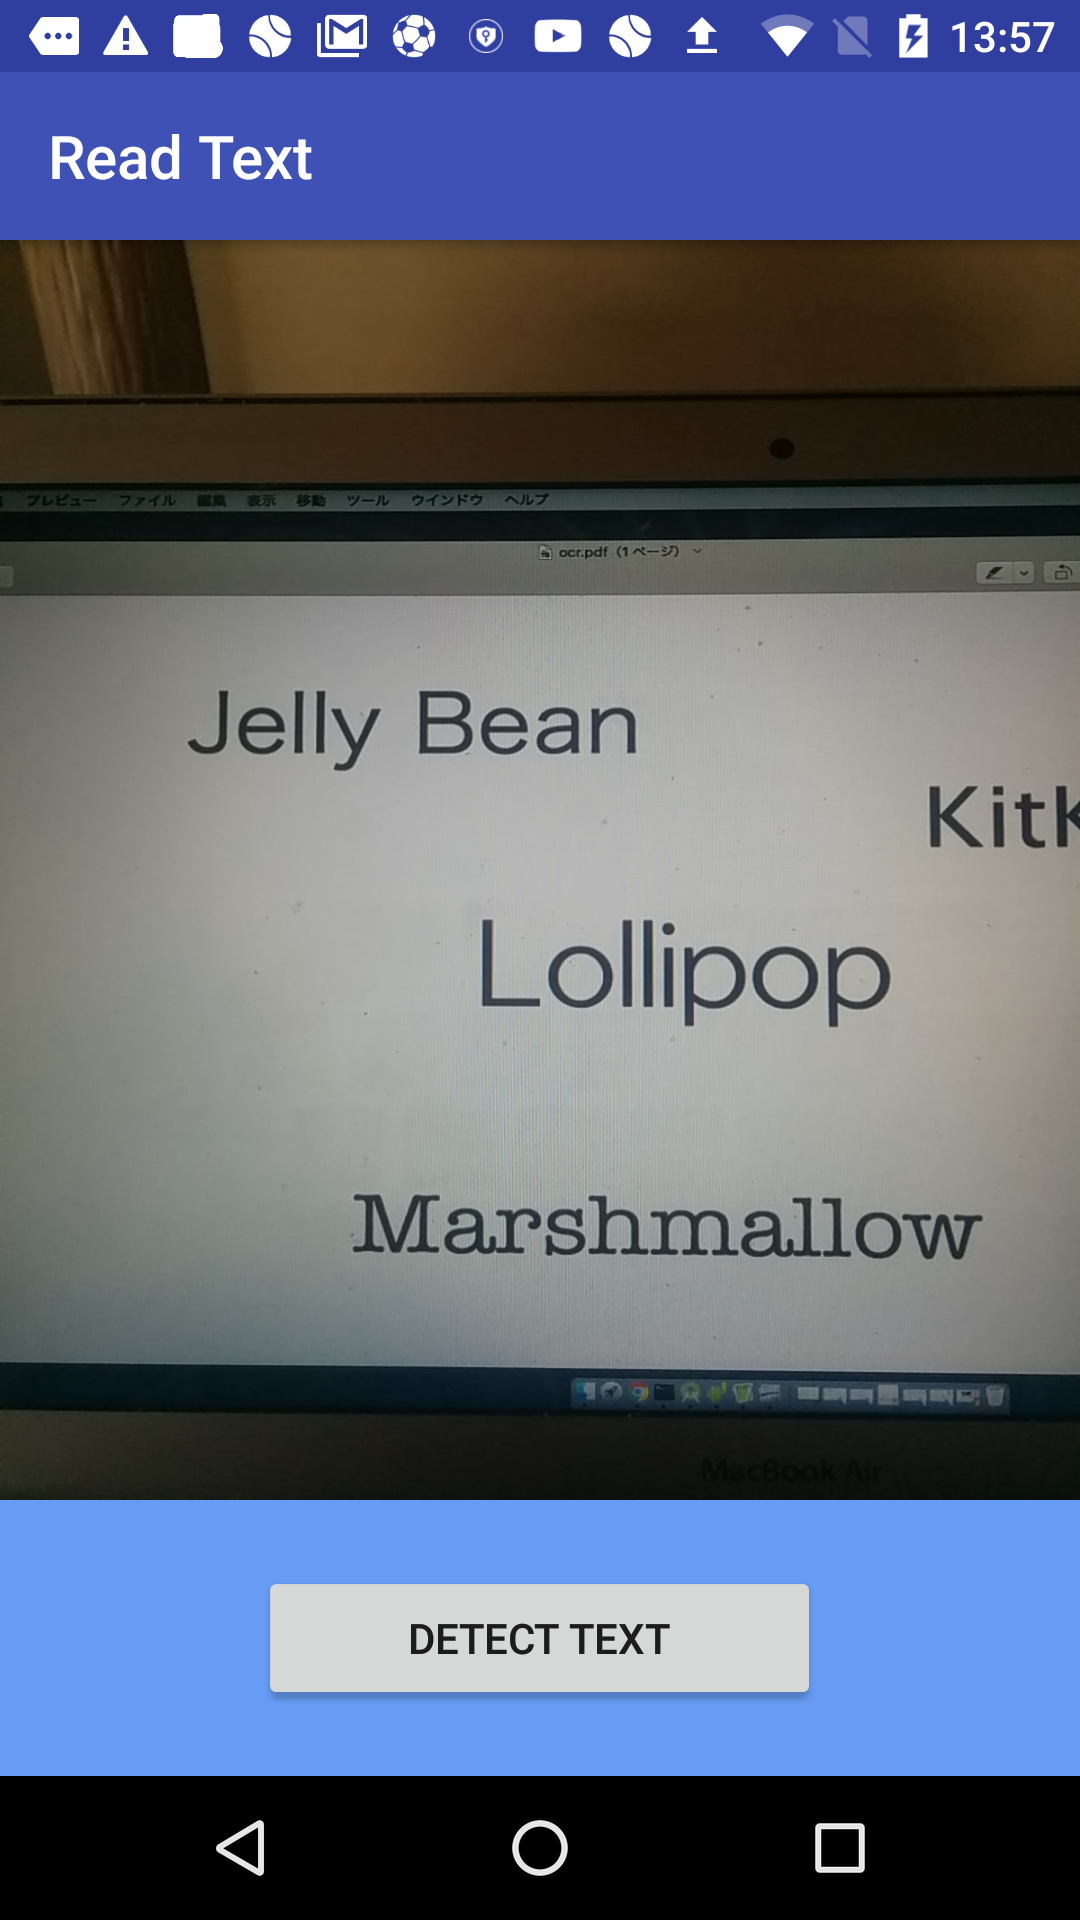 13:57
Read Text
プレビュー ファイル 編集 表示 移動 ツール ウインドウ ヘルプ
ocr.pdf (1ページ)
Jelly Bean
KitK
Lollipop
Marshmallow
MacBook Air
DETECT TEXT